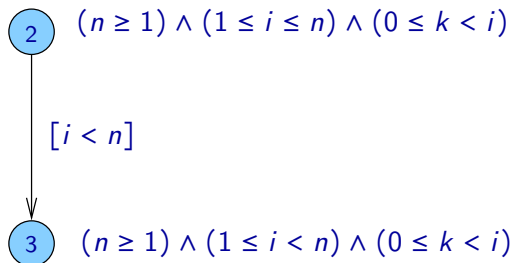 2 (n ≥ 1) ∧ (1 ≤ i ≤ n) ∧ (0 ≤ k < i)
[i < n]
3 (n ≥ 1) ∧ (1 ≤ i < n) ∧ (0 ≤ k < i)